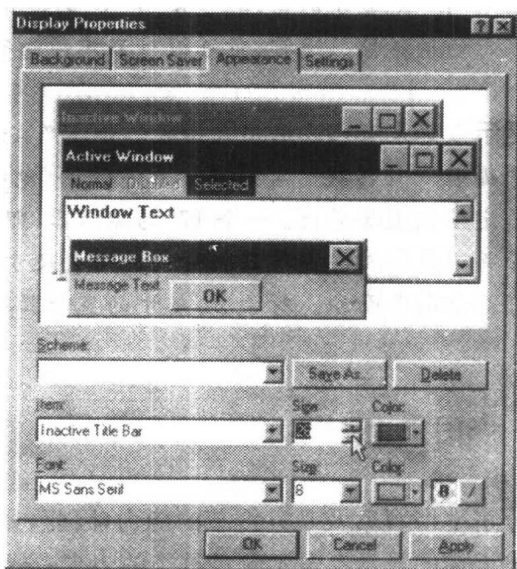 Display Properties
Background Screen Saver Appearance Settings
Inactive Window
Active Window
Normal Disabled Selected
Window Text
Message Box
Message Text
OK
Scheme:
Save As... Delete
Item: Size: Color:
Inactive Title Bar
Font: Size: Color:
MS Sans Serif 8 B /
OK Cancel Apply